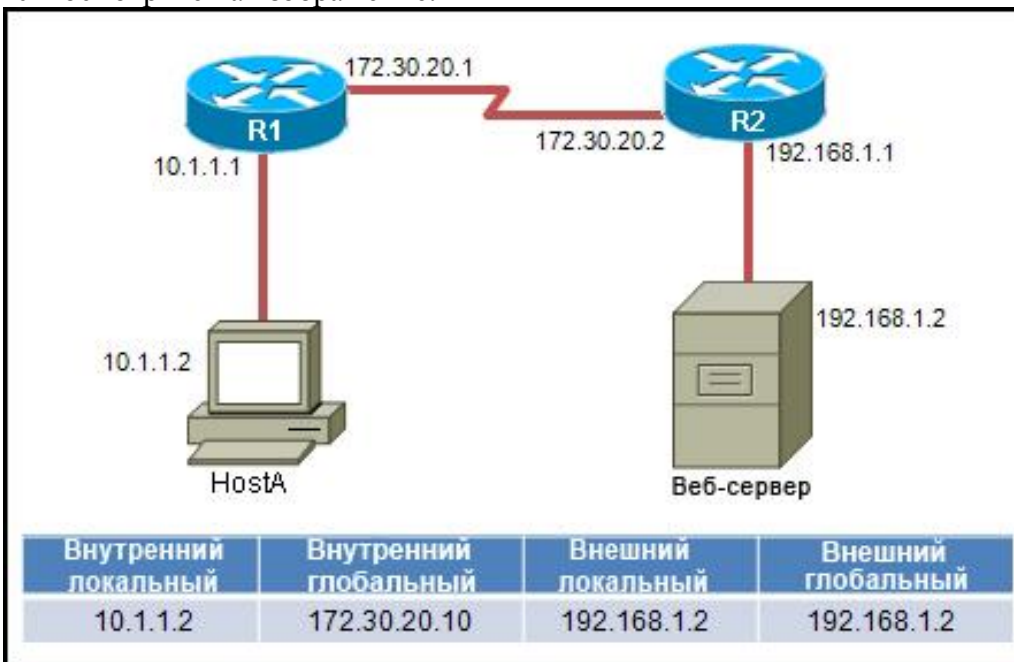 172.30.20.1
R1
R2
172.30.20.2
10.1.1.1
192.168.1.1
192.168.1.2
10.1.1.2
HostA
Веб-сервер
Внутренний локальный
Внутренний глобальный
Внешний локальный
Внешний глобальный
10.1.1.2 172.30.20.10 192.168.1.2 192.168.1.2